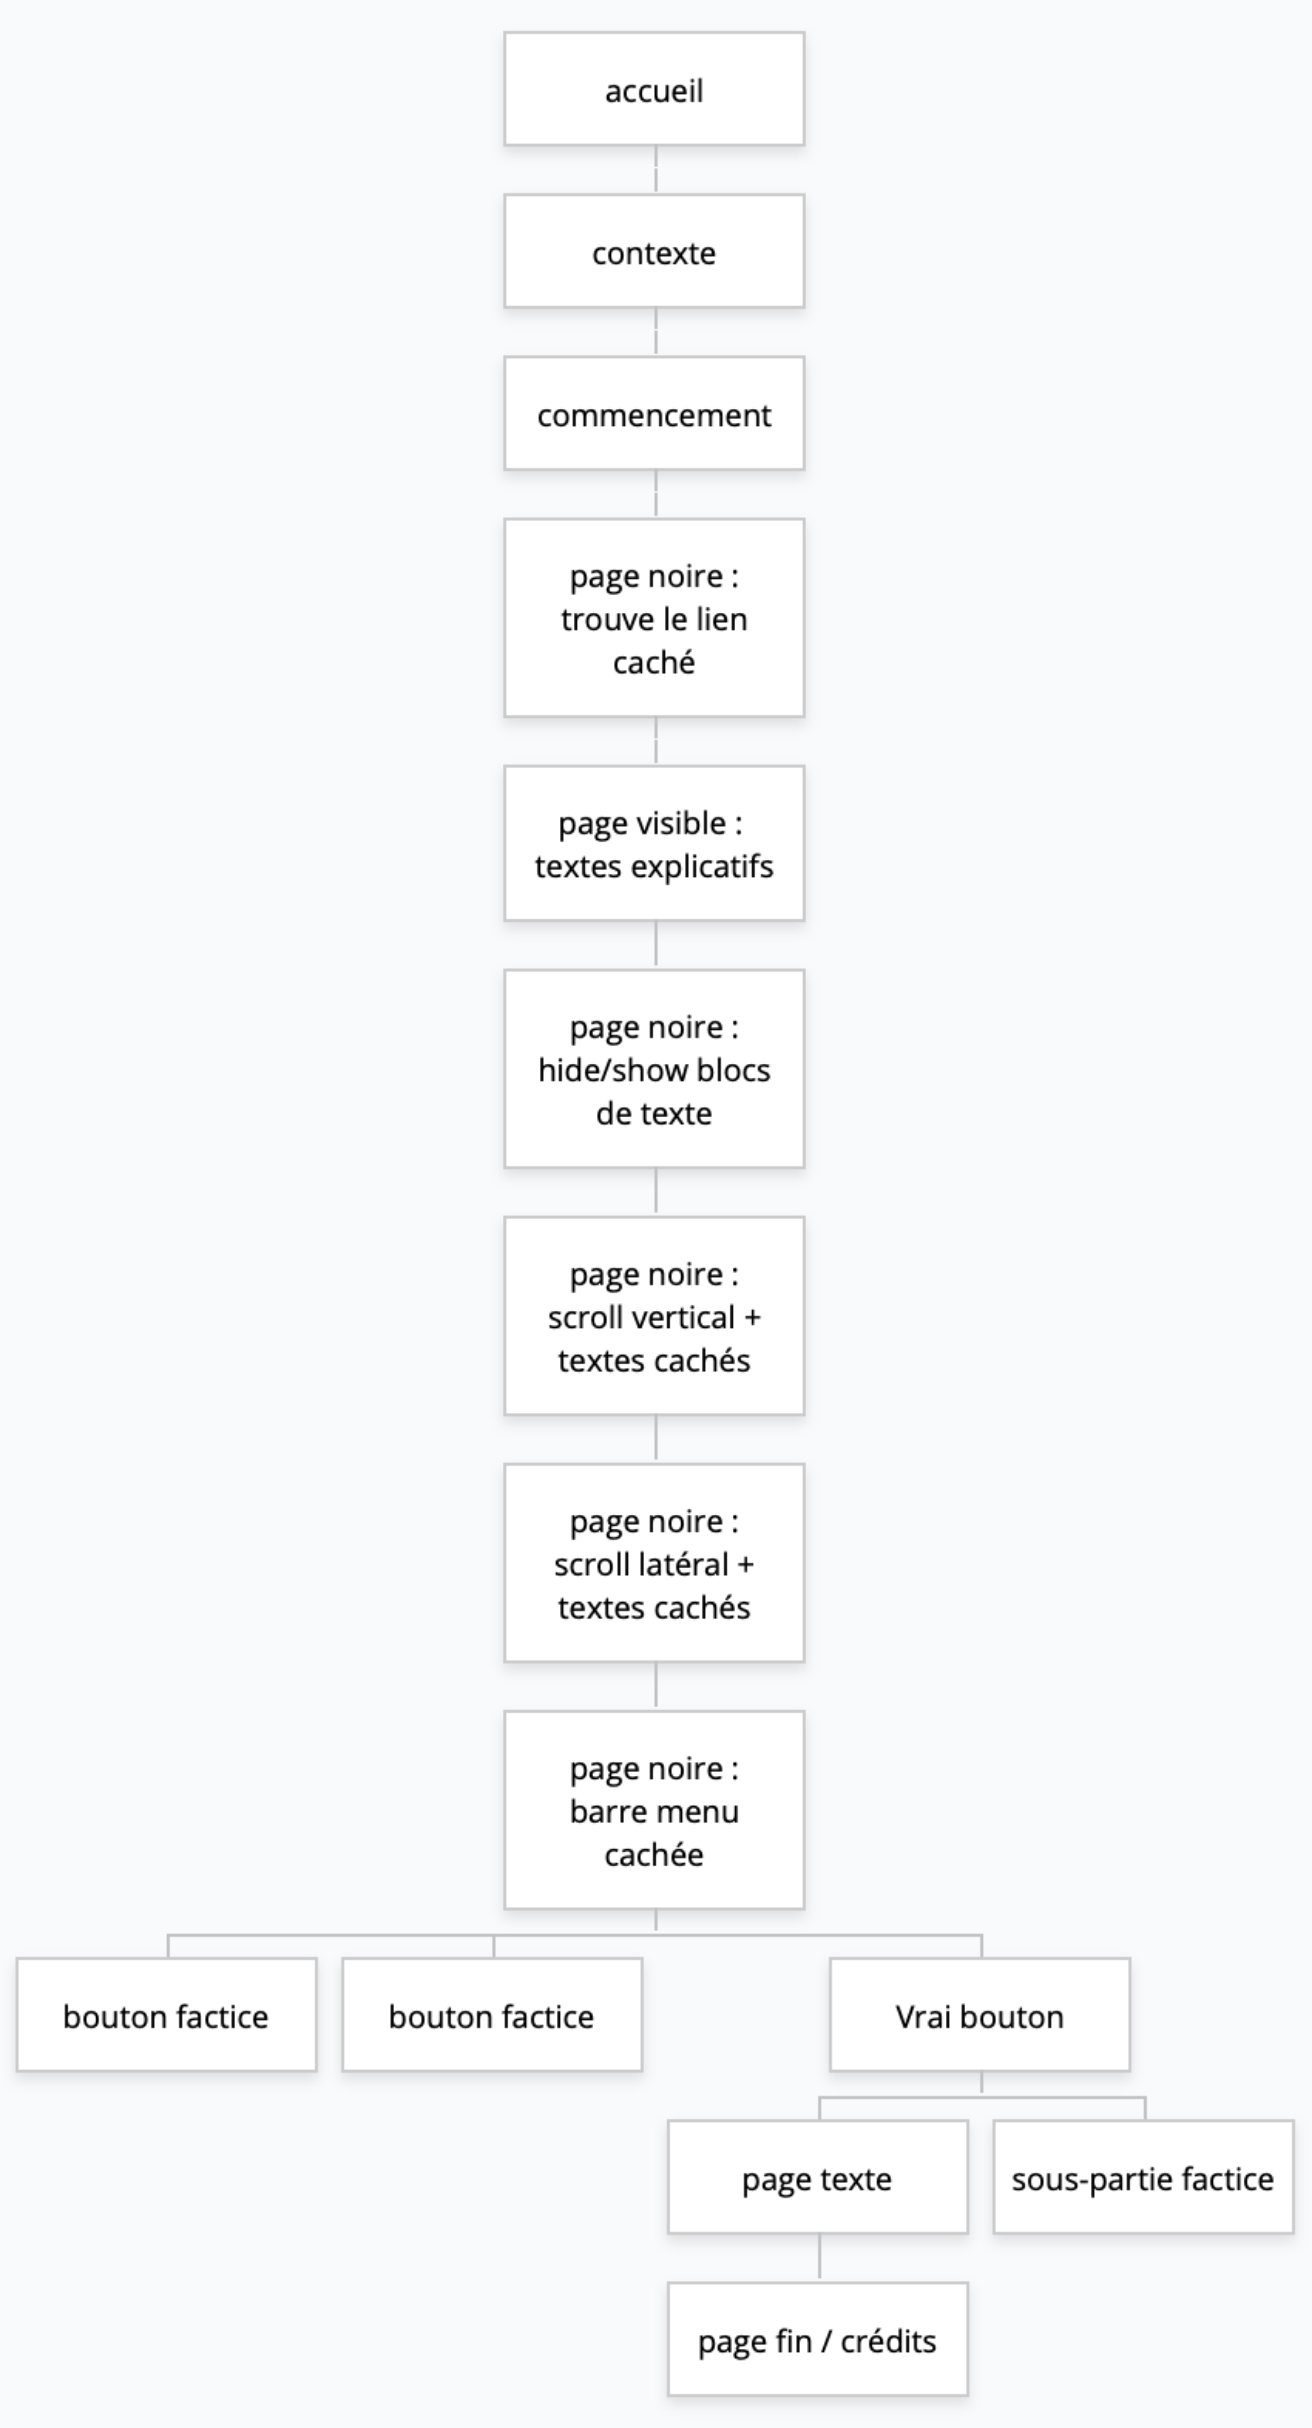 accueil
contexte
commencement
page noire :
trouve le lien
caché
page visible :
textes explicatifs
page noire :
hide/show blocs
de texte
page noire :
scroll vertical +
textes cachés
page noire :
scroll latéral +
textes cachés
page noire :
barre menu
cachée
bouton factice
bouton factice
Vrai bouton
page texte
sous-partie factice
page fin / crédits